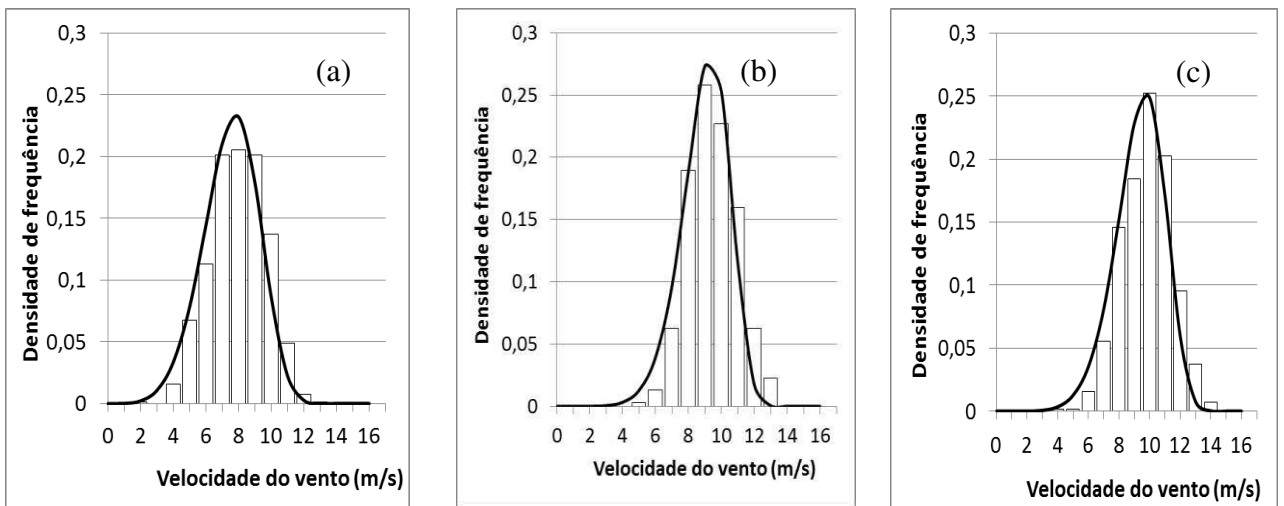 (a)
0,3
0,25
0,2
0,15
0,1
0,05
0
Densidade de frequência
0 2 4 6 8 10 12 14 16
Velocidade do vento (m/s)
(b)
0,3
0,25
0,2
0,15
0,1
0,05
0
Densidade de frequência
0 2 4 6 8 10 12 14 16
Velocidade do vento (m/s)
(c)
0,3
0,25
0,2
0,15
0,1
0,05
0
Densidade de frequência
0 2 4 6 8 10 12 14 16
Velocidade do vento (m/s)